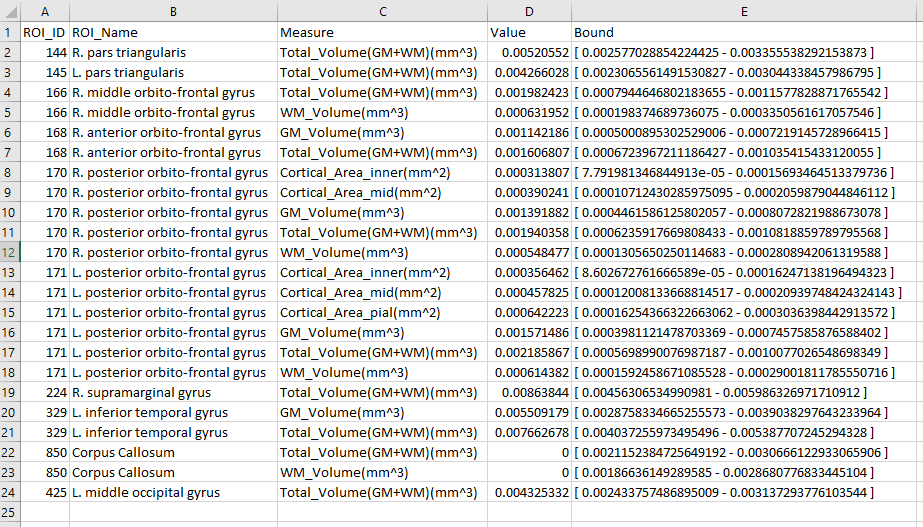 A B C D E
1 ROI_ID ROI_Name Measure Value Bound
2 144 R. pars triangularis Total_Volume(GM+WM)(mm^3) 0.00520552 [ 0.002577028854224425 - 0.003355538292153873 ]
3 145 L. pars triangularis Total_Volume(GM+WM)(mm^3) 0.004266028 [ 0.0023065561491530827 - 0.003044338457986795 ]
4 166 R. middle orbito-frontal gyrus Total_Volume(GM+WM)(mm^3) 0.001982423 [ 0.0007944646802183655 - 0.0011577828871765542 ]
5 166 R. middle orbito-frontal gyrus WM_Volume(mm^3) 0.000631952 [ 0.000198374689736075 - 0.0003350561617057546 ]
6 168 R. anterior orbito-frontal gyrus GM_Volume(mm^3) 0.001142186 [ 0.0005000895302529006 - 0.0007219145728966415 ]
7 168 R. anterior orbito-frontal gyrus Total_Volume(GM+WM)(mm^3) 0.001606807 [ 0.0006723967211186427 - 0.001035415433120055 ]
8 170 R. posterior orbito-frontal gyrus Cortical_Area_inner(mm^2) 0.000313807 [ 7.791981346844913e-05 - 0.00015693464513379736 ]
9 170 R. posterior orbito-frontal gyrus Cortical_Area_mid(mm^2) 0.000390241 [ 0.00010712430285975095 - 0.0002059879044846112 ]
10 170 R. posterior orbito-frontal gyrus GM_Volume(mm^3) 0.001391882 [ 0.0004461586125802057 - 0.0008072821988673078 ]
11 170 R. posterior orbito-frontal gyrus Total_Volume(GM+WM)(mm^3) 0.001940358 [ 0.0006235917669808433 - 0.0010818859789795568 ]
12 170 R. posterior orbito-frontal gyrus WM_Volume(mm^3) 0.000548477 [ 0.0001305650250114683 - 0.0002808942061319588 ]
13 171 L. posterior orbito-frontal gyrus Cortical_Area_inner(mm^2) 0.000356462 [ 8.602672761666589e-05 - 0.00016247138196494323 ]
14 171 L. posterior orbito-frontal gyrus Cortical_Area_mid(mm^2) 0.000457825 [ 0.00012008133668814517 - 0.00020939748424324143 ]
15 171 L. posterior orbito-frontal gyrus Cortical_Area_pial(mm^2) 0.000642223 [ 0.00016254366322663062 - 0.0003036398442913572 ]
16 171 L. posterior orbito-frontal gyrus GM_Volume(mm^3) 0.001571486 [ 0.0003981121478703369 - 0.0007457585876588402 ]
17 171 L. posterior orbito-frontal gyrus Total_Volume(GM+WM)(mm^3) 0.002185867 [ 0.0005698990076987187 - 0.0010077026548698349 ]
18 171 L. posterior orbito-frontal gyrus WM_Volume(mm^3) 0.000614382 [ 0.0001592458671085528 - 0.00029001811785550716 ]
19 224 R. supramarginal gyrus Total_Volume(GM+WM)(mm^3) 0.00863844 [ 0.00456306534990981 - 0.005986326971710912 ]
20 329 L. inferior temporal gyrus GM_Volume(mm^3) 0.005509179 [ 0.0028758334665255573 - 0.0039038297643233964 ]
21 329 L. inferior temporal gyrus Total_Volume(GM+WM)(mm^3) 0.007662678 [ 0.004037255973495496 - 0.005387707245294328 ]
22 850 Corpus Callosum Total_Volume(GM+WM)(mm^3) 0 [ 0.0021152384725649192 - 0.0030666122933065906 ]
23 850 Corpus Callosum WM_Volume(mm^3) 0 [ 0.00186636149289585 - 0.0028680776833445104 ]
24 425 L. middle occipital gyrus Total_Volume(GM+WM)(mm^3) 0.004325332 [ 0.002433757486895009 - 0.003137293776103544 ]
25